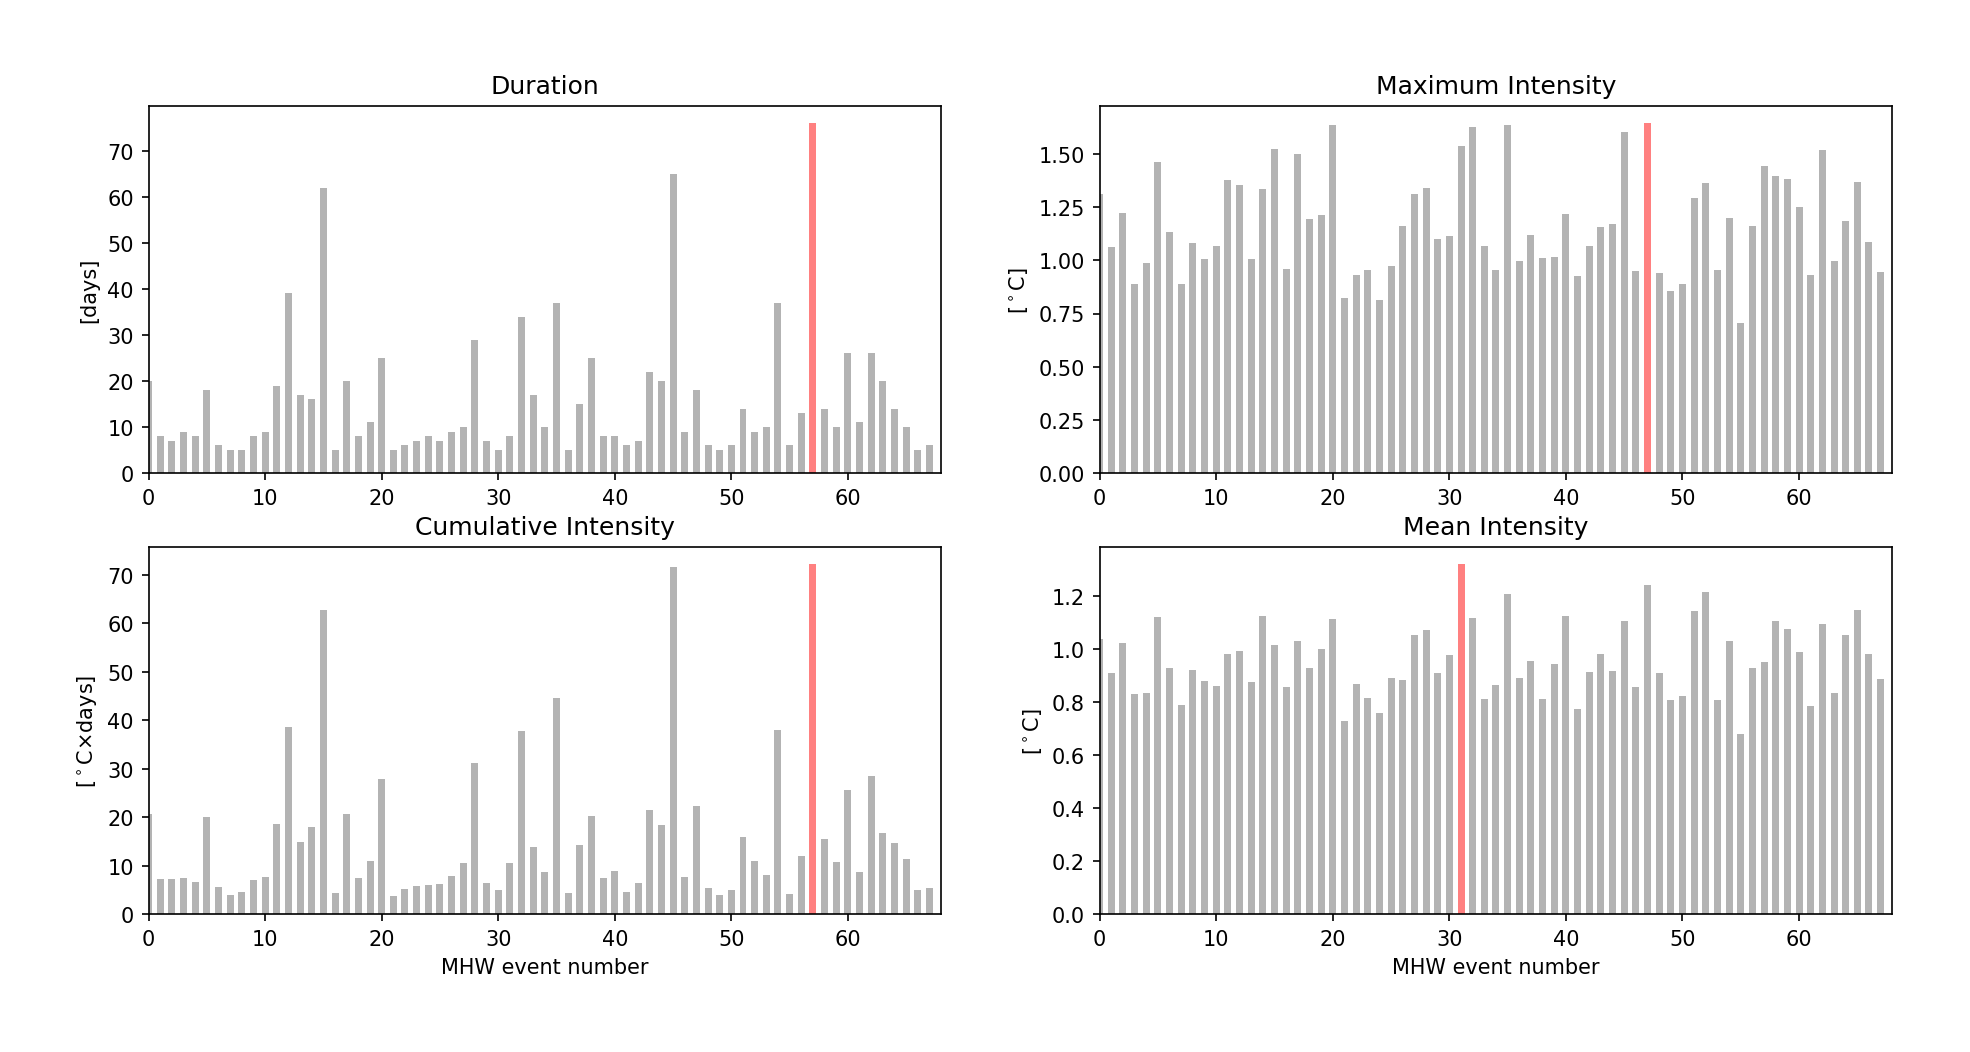 Duration
[days]
70
60
50
40
30
20
10
0
0 10 20 30 40 50 60
Maximum Intensity
[°C]
1.50
1.25
1.00
0.75
0.50
0.25
0.00
0 10 20 30 40 50 60
Cumulative Intensity
[°C×days]
70
60
50
40
30
20
10
0
0 10 20 30 40 50 60
MHW event number
Mean Intensity
[°C]
1.2
1.0
0.8
0.6
0.4
0.2
0.0
0 10 20 30 40 50 60
MHW event number